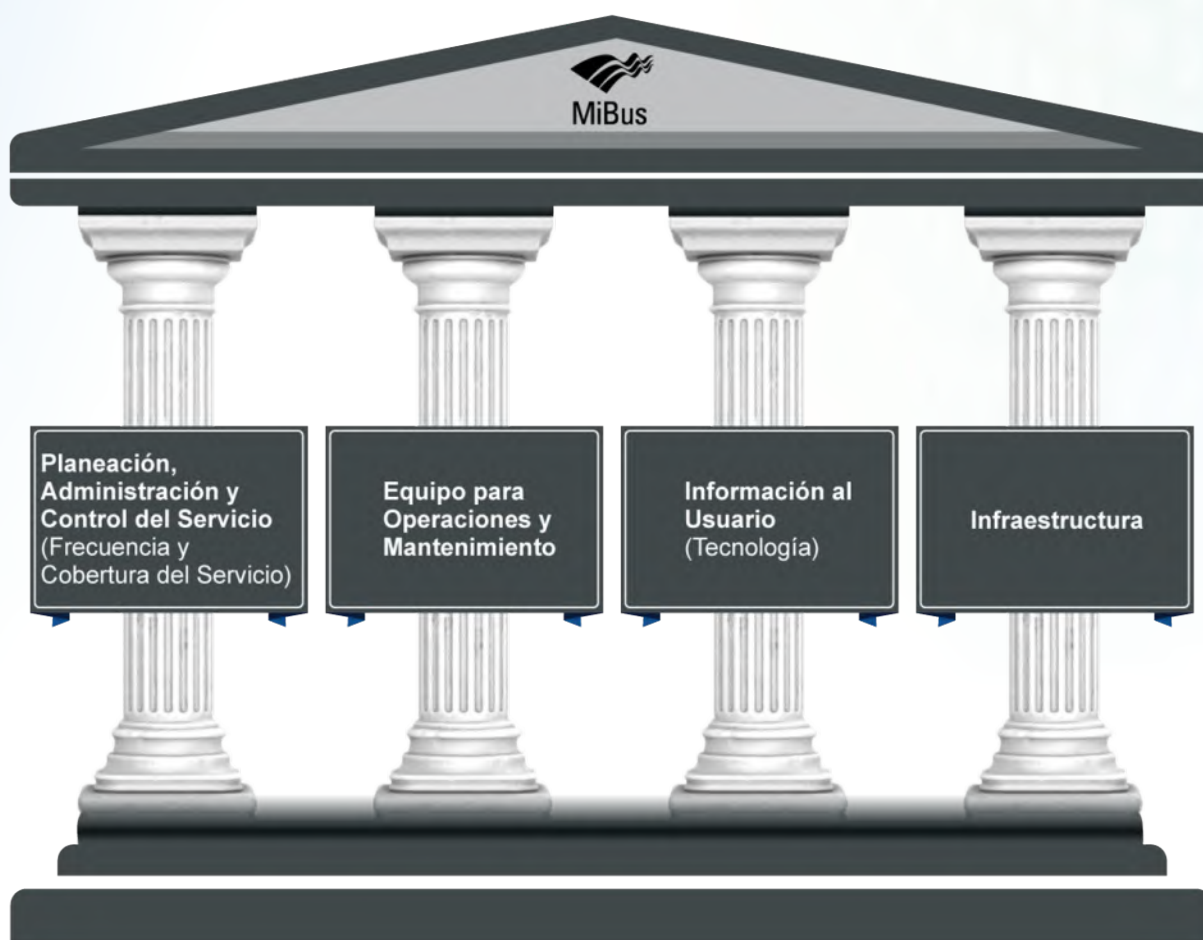 MiBus
Planeación,
Administración y
Control del Servicio
(Frecuencia y
Cobertura del Servicio)
Equipo para
Operaciones y
Mantenimiento
Información al
Usuario
(Tecnología)
Infraestructura